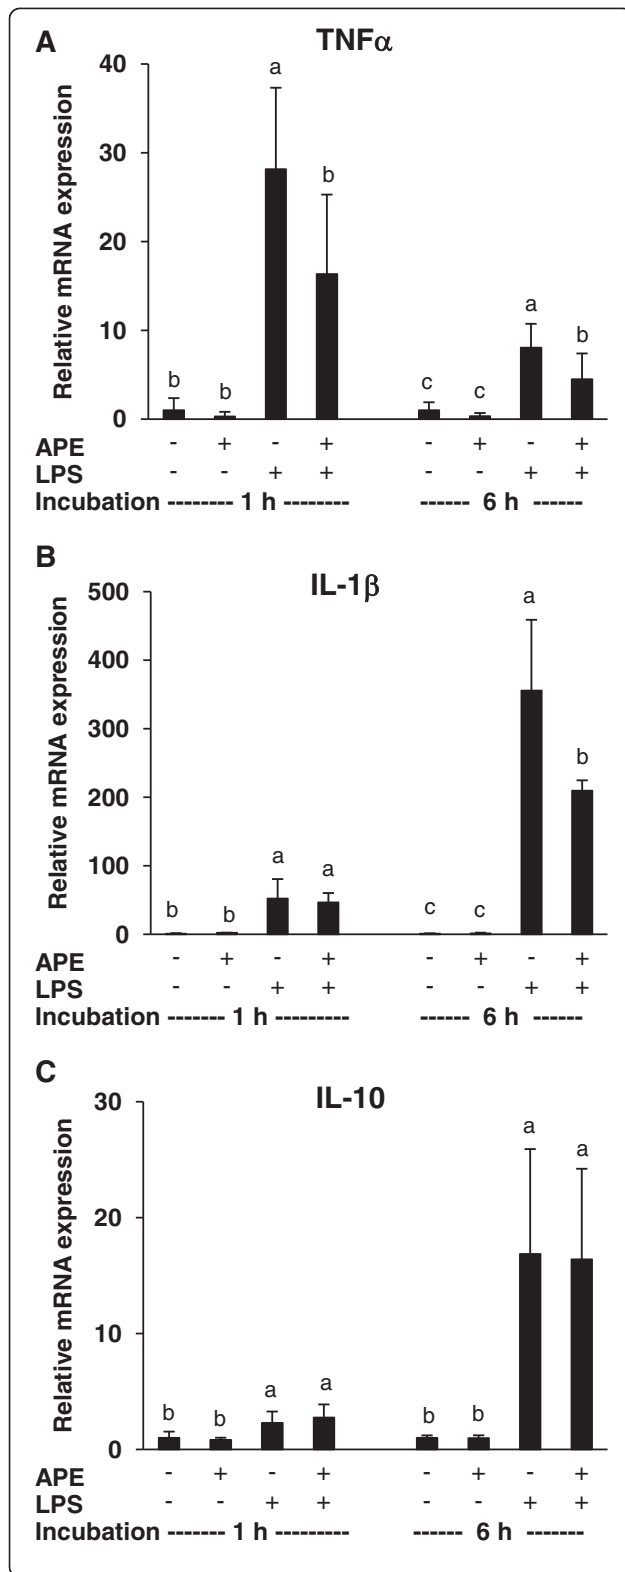 A
TNFα
Relative mRNA expression
40
30
20
10
0
a
b
b
b
a
b
c
c
APE - + - + - + - +
LPS - - + + - - + +
Incubation -------- 1 h --------- ------ 6 h ------
B
IL-1β
Relative mRNA expression
500
400
300
200
100
0
a
b
a
a
b
b
c
c
APE - + - + - + - +
LPS - - + + - - + +
Incubation ------- 1 h --------- ------ 6 h ------
C
IL-10
Relative mRNA expression
30
20
10
0
a
a
a
a
b
b
b
b
APE - + - + - + - +
LPS - - + + - - + +
Incubation ------- 1 h --------- ------ 6 h -------